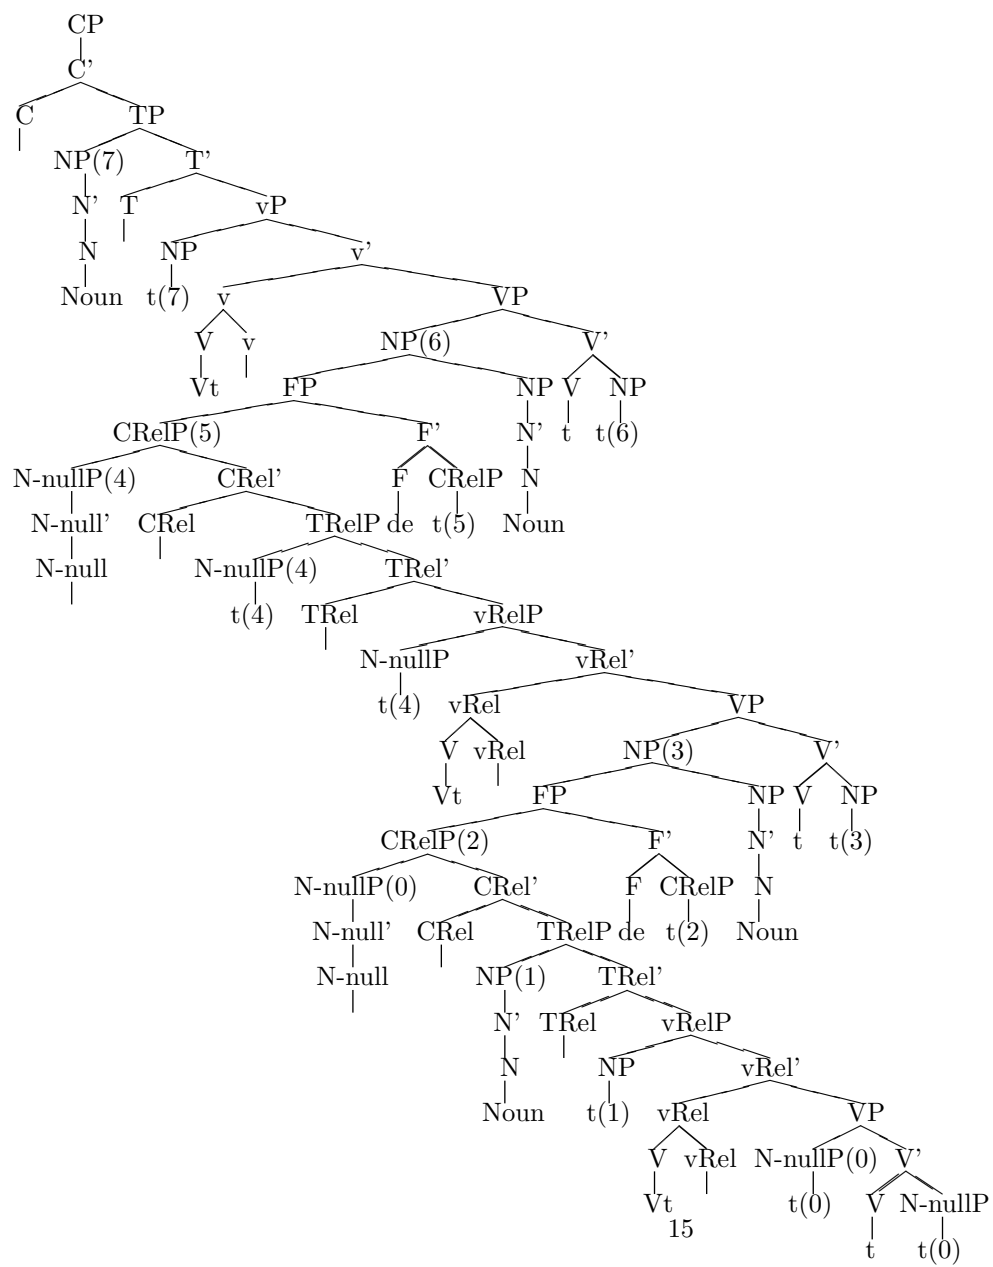 CP
C'
C TP
NP(7) T'
N' T vP
N NP v'
Noun t(7) v VP
V v NP(6) V'
Vt FP NP V NP
CRelP(5) F' N' t t(6)
N-nullP(4) CRel' F CRelP N
N-null' CRel TRelP de t(5) Noun
N-null N-nullP(4) TRel'
t(4) TRel vRelP
N-nullP vRel'
t(4) vRel VP
V vRel NP(3) V'
Vt FP NP V NP
CRelP(2) F' N' t t(3)
N-nullP(0) CRel' F CRelP N
N-null' CRel TRelP de t(2) Noun
N-null NP(1) TRel'
N' TRel vRelP
N NP vRel'
Noun t(1) vRel VP
V vRel N-nullP(0) V'
Vt t(0) V N-nullP
15
t t(0)